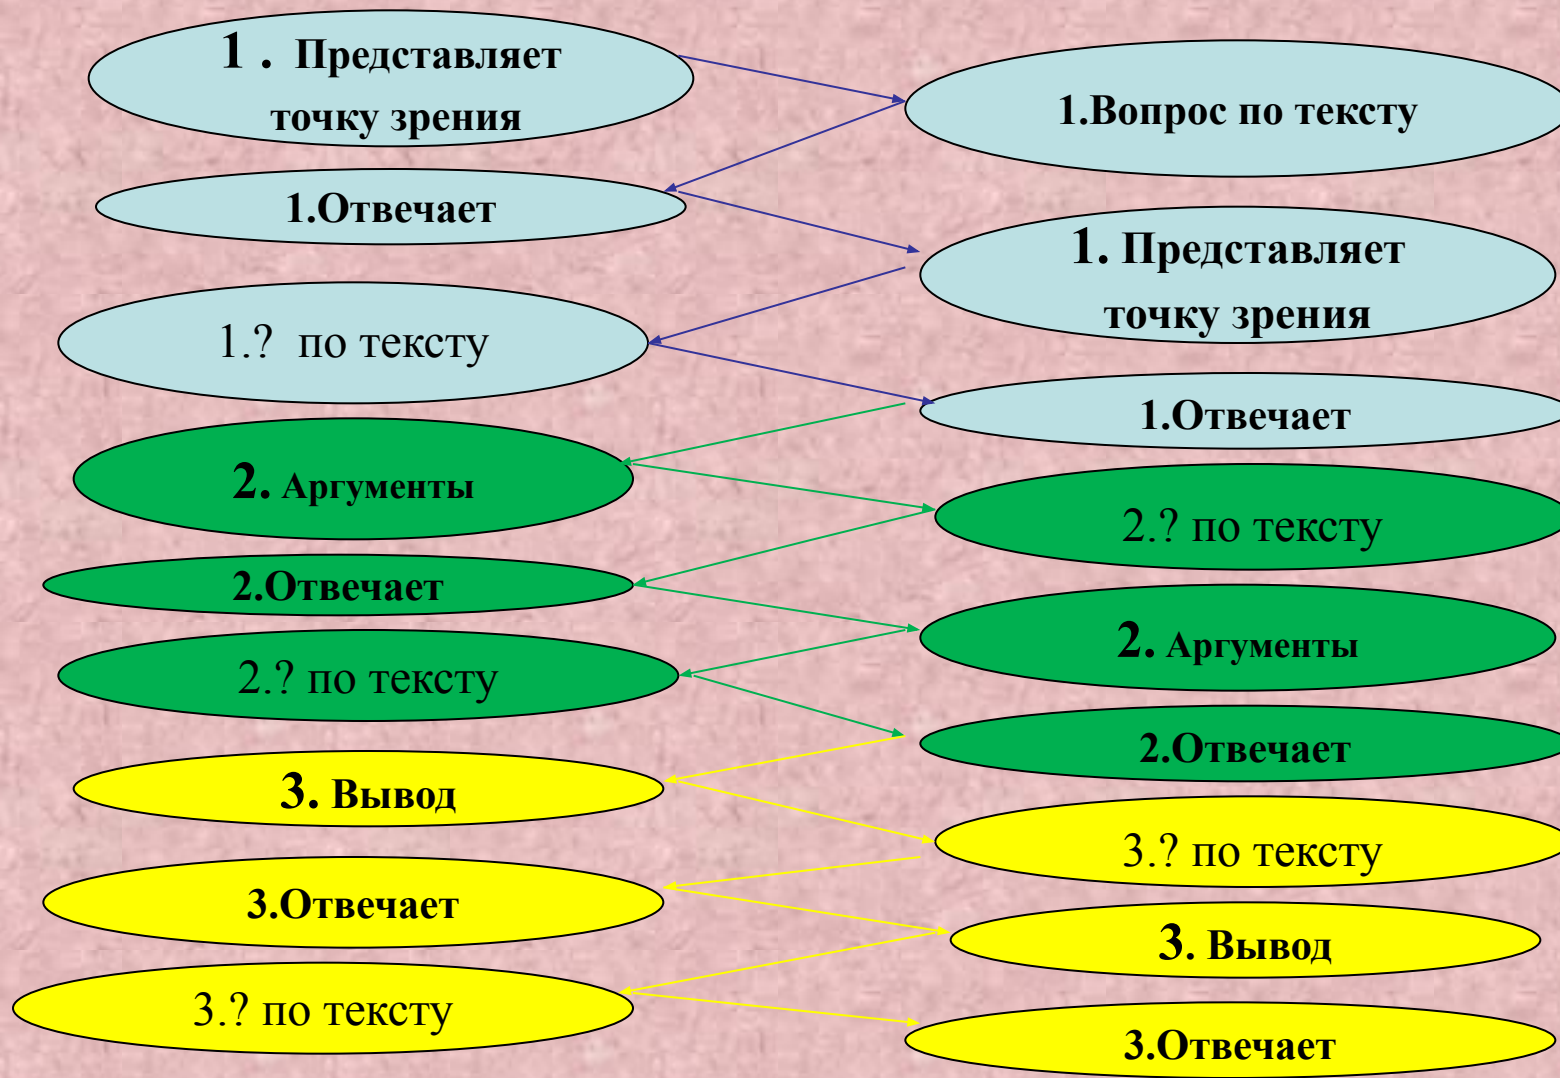 1 . Представляет
точку зрения
1.Вопрос по тексту
1.Отвечает
1. Представляет
точку зрения
1.? по тексту
1.Отвечает
2. Аргументы
2.? по тексту
2.Отвечает
2. Аргументы
2.? по тексту
2.Отвечает
3. Вывод
3.? по тексту
3.Отвечает
3. Вывод
3.? по тексту
3.Отвечает